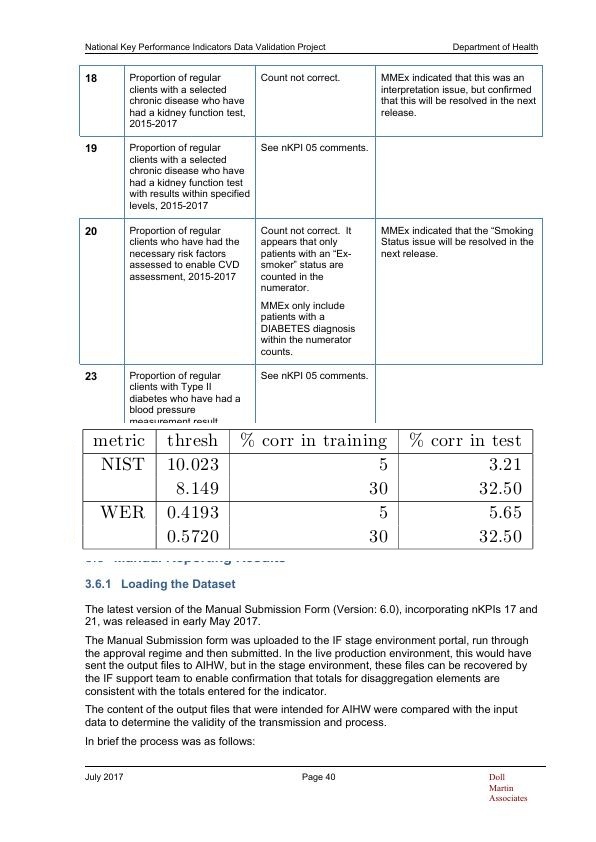 National Key Performance Indicators Data Validation Project Department of Health
18 Proportion of regular Count not correct. MMEx indicated that this was an
clients with a selected interpretation issue, but confirmed
chronic disease who have that this will be resolved in the next
had a kidney function test, release.
2015-2017
19 Proportion of regular See nKPI 05 comments.
clients with a selected
chronic disease who have
had a kidney function test
with results within specified
levels, 2015-2017
20 Proportion of regular Count not correct. It MMEx indicated that the “Smoking
clients who have had the appears that only Status issue will be resolved in the
necessary risk factors patients with an “Ex- next release.
assessed to enable CVD smoker” status are
assessment, 2015-2017 counted in the
numerator.
MMEx only include
patients with a
DIABETES diagnosis
within the numerator
counts.
23 Proportion of regular See nKPI 05 comments.
clients with Type II
diabetes who have had a
blood pressure
measurement result
metric thresh % corr in training % corr in test
NIST 10.023 5 3.21
8.149 30 32.50
WER 0.4193 5 5.65
0.5720 30 32.50
Manual Reporting Results
3.6.1 Loading the Dataset
The latest version of the Manual Submission Form (Version: 6.0), incorporating nKPIs 17 and
21, was released in early May 2017.
The Manual Submission form was uploaded to the IF stage environment portal, run through
the approval regime and then submitted. In the live production environment, this would have
sent the output files to AIHW, but in the stage environment, these files can be recovered by
the IF support team to enable confirmation that totals for disaggregation elements are
consistent with the totals entered for the indicator.
The content of the output files that were intended for AIHW were compared with the input
data to determine the validity of the transmission and process.
In brief the process was as follows:
July 2017 Page 40 Doll
Martin
Associates